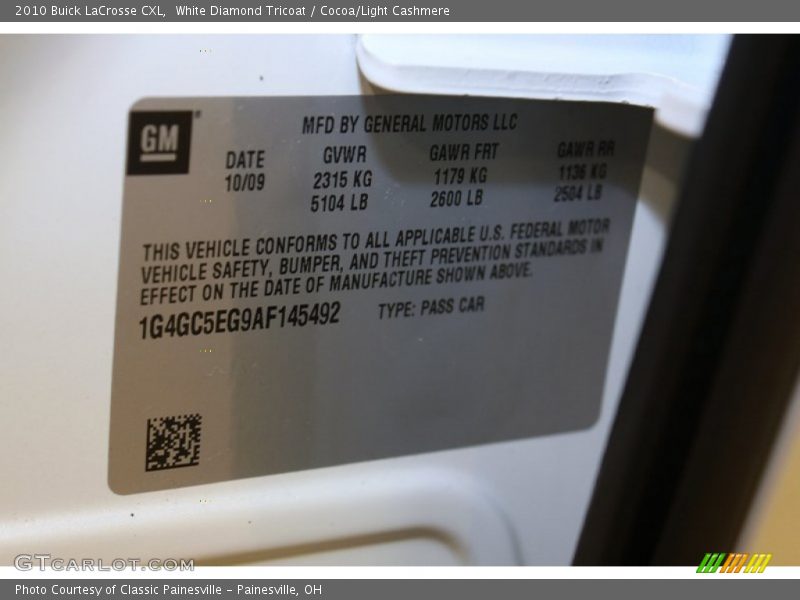 2010 Buick LaCrosse CXL, White Diamond Tricoat / Cocoa/Light Cashmere
GM
MFD BY GENERAL MOTORS LLC
DATE GVWR GAWR FRT GAWR RR
10/09 2315 KG 1179 KG 1136 KG
5104 LB 2600 LB 2504 LB
THIS VEHICLE CONFORMS TO ALL APPLICABLE U.S. FEDERAL MOTOR
VEHICLE SAFETY, BUMPER, AND THEFT PREVENTION STANDARDS IN
EFFECT ON THE DATE OF MANUFACTURE SHOWN ABOVE.
1G4GC5EG9AF145492 TYPE: PASS CAR
GTcarlot.com
Photo Courtesy of Classic Painesville - Painesville, OH